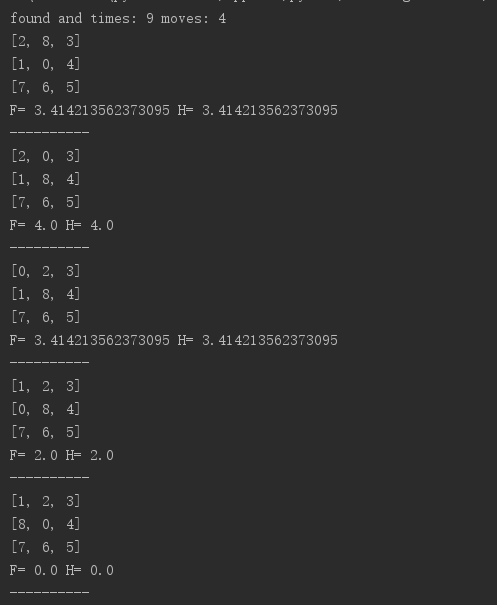 found and times: 9 moves: 4
[2, 8, 3]
[1, 0, 4]
[7, 6, 5]
F= 3.414213562373095 H= 3.414213562373095
----------
[2, 0, 3]
[1, 8, 4]
[7, 6, 5]
F= 4.0 H= 4.0
----------
[0, 2, 3]
[1, 8, 4]
[7, 6, 5]
F= 3.414213562373095 H= 3.414213562373095
----------
[1, 2, 3]
[0, 8, 4]
[7, 6, 5]
F= 2.0 H= 2.0
----------
[1, 2, 3]
[8, 0, 4]
[7, 6, 5]
F= 0.0 H= 0.0
----------